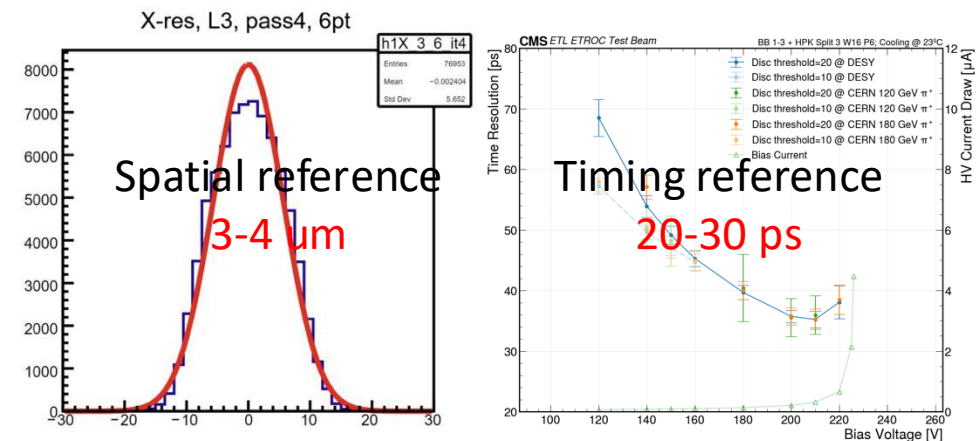 X-res, L3, pass4, 6pt
h1X_3_6_it4
Entries 76953
Mean -0.002404
Std Dev 5.652
8000
7000
6000
5000
4000
3000
2000
1000
0
-30 -20 -10 0 10 20 30
Spatial reference
3-4 um
CMS ETL ETROC Test Beam
BB 1-3 + HPK Split 3 W16 P6; Cooling @ 23°C
Time Resolution [ps]
80
70
60
50
40
30
20
Disc threshold=20 @ DESY
Disc threshold=10 @ DESY
Disc threshold=20 @ CERN 120 GeV π⁺
Disc threshold=10 @ CERN 120 GeV π⁺
Disc threshold=20 @ CERN 180 GeV π⁺
Disc threshold=10 @ CERN 180 GeV π⁺
Bias Current
Timing reference
20-30 ps
12
10
8
6
4
2
0
HV Current Draw [μA]
100 120 140 160 180 200 220 240 260
Bias Voltage [V]